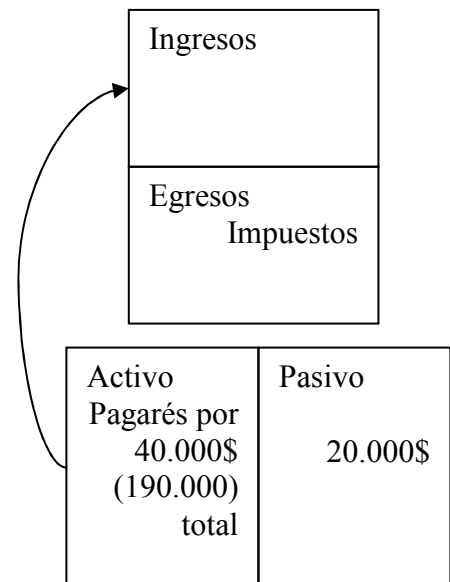 Ingresos
Egresos
Impuestos
Activo
Pagarés por
40.000$
(190.000)
total
Pasivo
20.000$